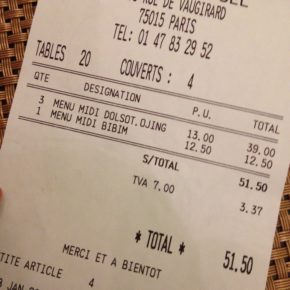 RUE DE VAUGIRARD
75015 PARIS
TEL: 01 47 83 29 52
TABLES 20 COUVERTS : 4
QTE DESIGNATION P. U. TOTAL
3 MENU MIDI DOLSOT.OJING 13.00 39.00
1 MENU MIDI BIBIM 12.50 12.50
S/TOTAL 51.50
TVA 7.00 3.37
* TOTAL * 51.50
MERCI ET A BIENTOT
TITE ARTICLE 4
JAN